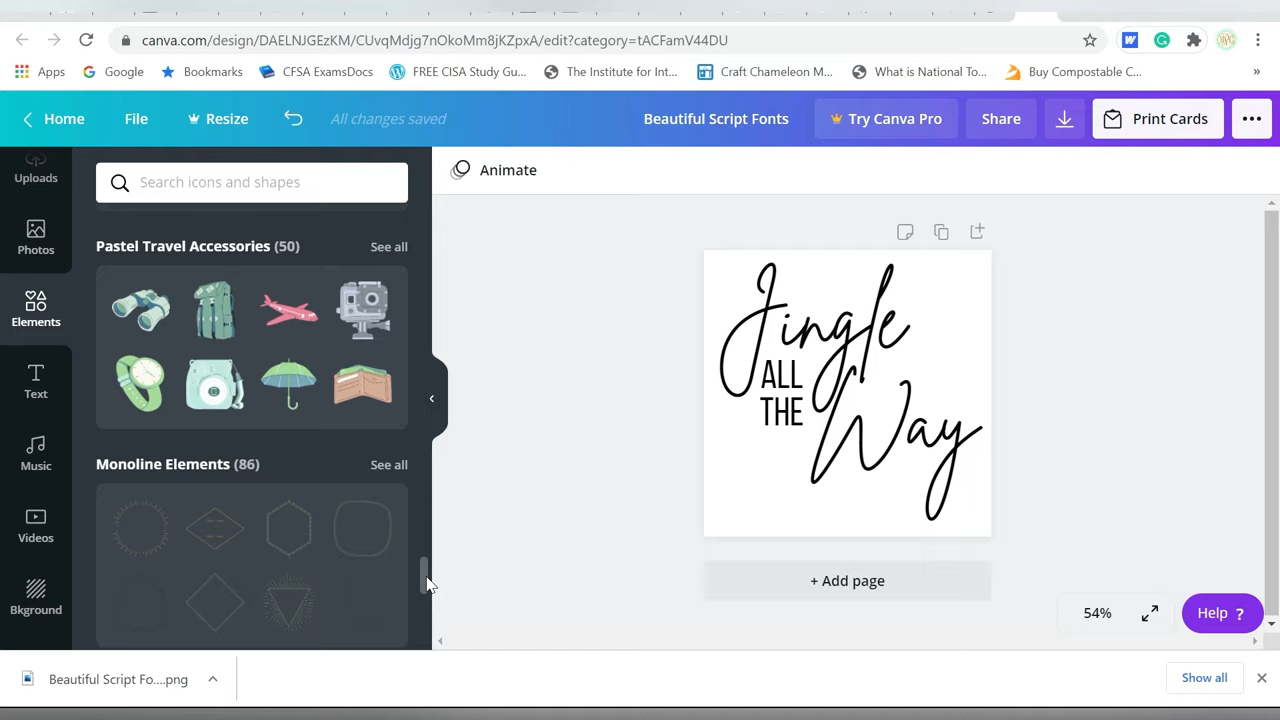 canva.com/design/DAELNJGEzKM/CUvqMdjg7nOkoMm8jKZpxA/edit?category=tACFamV44DU
Apps Google Bookmarks CFSA ExamsDocs FREE CFSA Study Gu... The Institute for Int... Craft Chameleon M... What is National To... Buy Compostable C... »
Home File Resize All changes saved Beautiful Script Fonts Try Canva Pro Share Print Cards
Uploads
Photos
Elements
Text
Music
Videos
Bkground
Search icons and shapes
Pastel Travel Accessories (50) See all
Monoline Elements (86) See all
Animate
Jingle
ALL
THE
Way
+ Add page
54% Help ?
Beautiful Script Fo....png Show all